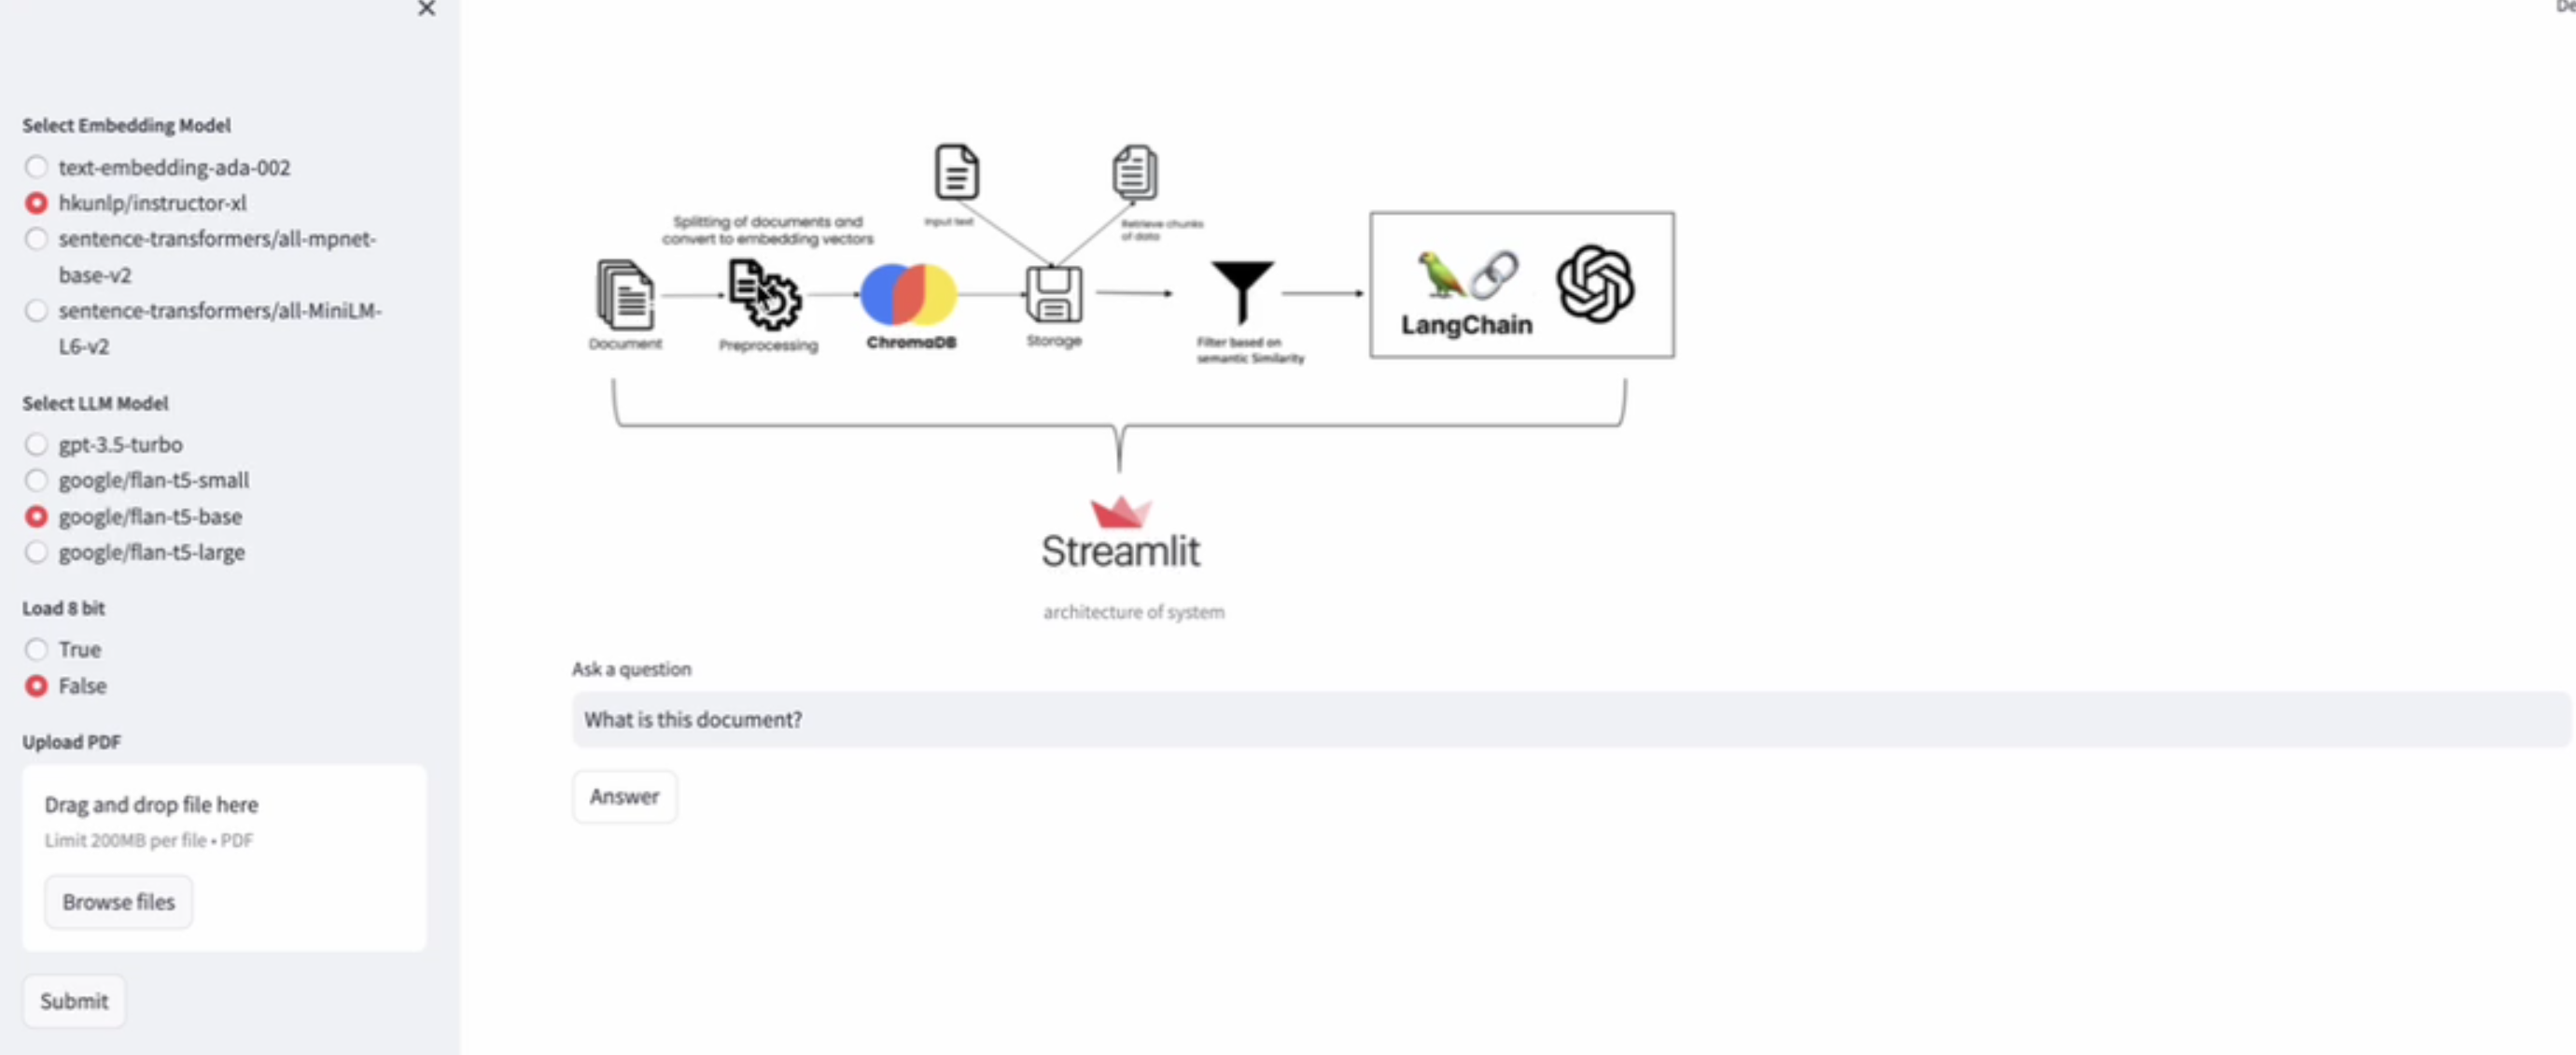 De
Select Embedding Model
text-embedding-ada-002
hkunlp/instructor-xl
sentence-transformers/all-mpnet-
base-v2
sentence-transformers/all-MiniLM-
L6-v2
Select LLM Model
gpt-3.5-turbo
google/flan-t5-small
google/flan-t5-base
google/flan-t5-large
Load 8 bit
True
False
Upload PDF
Drag and drop file here
Limit 200MB per file • PDF
Browse files
Submit
Splitting of documents and
convert to embedding vectors
Input text
Retrieve chunks
of data
Document
Preprocessing
ChromaDB
Storage
Filter based on
semantic Similarity
LangChain
Streamlit
architecture of system
Ask a question
What is this document?
Answer